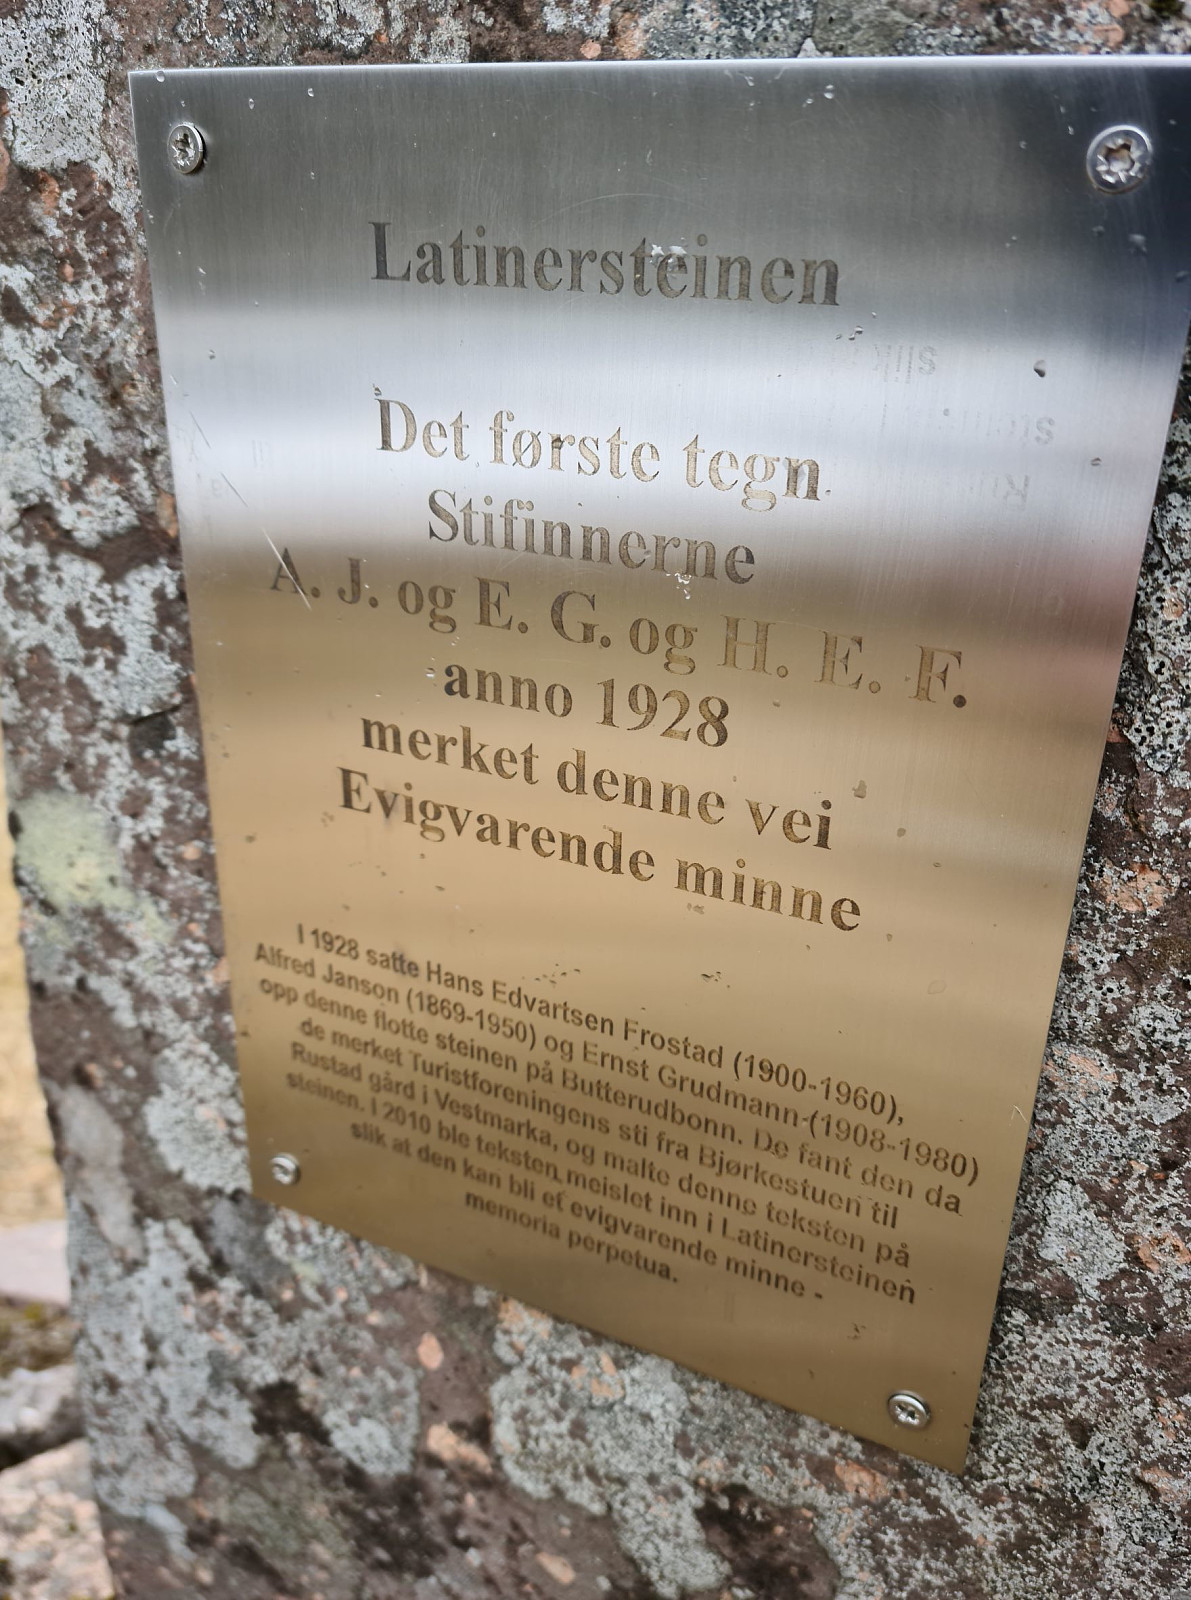 Latinersteinen
Det første tegn
Stifinnerne
A. J. og E. G. og H. E. F.
anno 1928
merket denne vei
Evigvarende minne
I 1928 satte Hans Edvartsen Frostad (1900-1960),
Alfred Janson (1869-1950) og Ernst Grudmann (1908-1980)
opp denne flotte steinen på Butterudbonn. De fant den da
de merket Turistforeningens sti fra Bjørkestuen til
Rustad gård i Vestmarka, og malte denne teksten på
steinen. I 2010 ble teksten meislet inn i Latinersteinen
slik at den kan bli et evigvarende minne -
memoria perpetua.